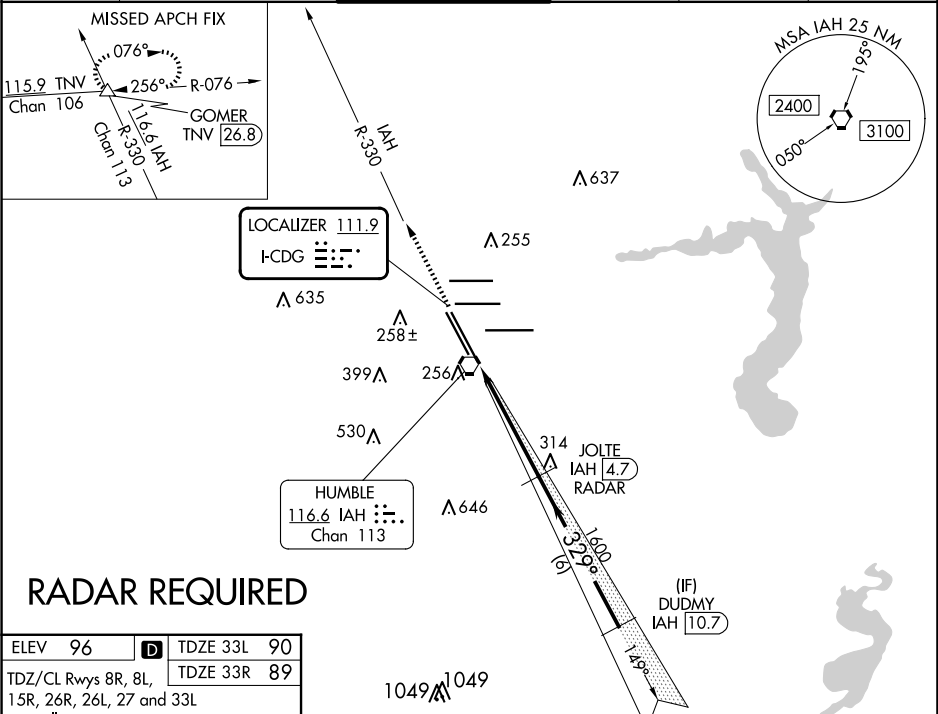 MISSED APCH FIX
076°
115.9 TNV
Chan 106
256°
R-076
GOMER
TNV 26.8
116.6 IAH
R-330
Chan 113
IAH
R-330
MSA IAH 25 NM
195°
2400
3100
050°
637
LOCALIZER 111.9
I-CDG
255
635
258±
399
256
530
314
JOLTE
IAH 4.7
RADAR
HUMBLE
116.6 IAH
Chan 113
646
1600
329°
(6)
(IF)
DUDMY
IAH 10.7
149°
RADAR REQUIRED
ELEV 96 D TDZE 33L 90
TDZE 33R 89
TDZ/CL Rwys 8R, 8L,
15R, 26R, 26L, 27 and 33L
1049
1049